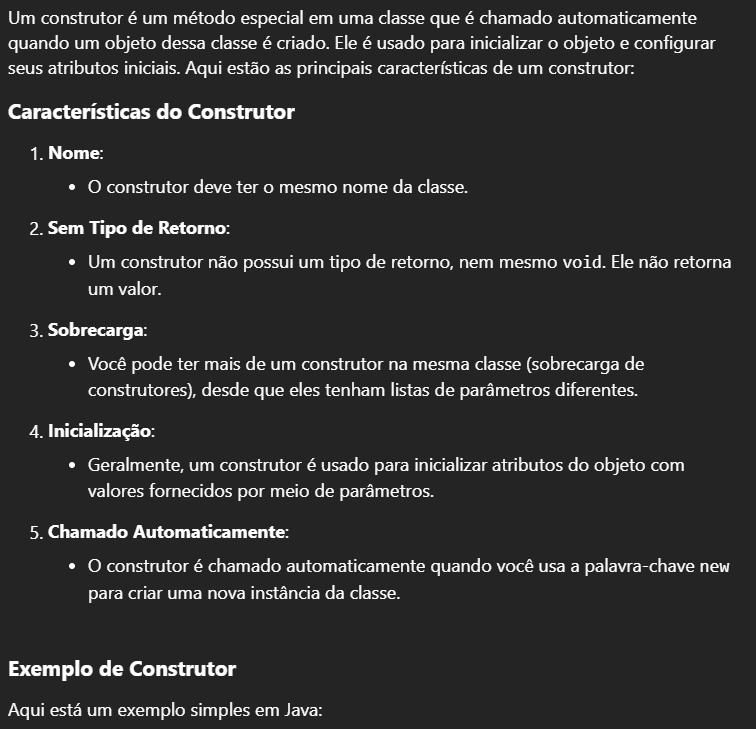 Um construtor é um método especial em uma classe que é chamado automaticamente
quando um objeto dessa classe é criado. Ele é usado para inicializar o objeto e configurar
seus atributos iniciais. Aqui estão as principais características de um construtor:
Características do Construtor
1. Nome:
• O construtor deve ter o mesmo nome da classe.
2. Sem Tipo de Retorno:
• Um construtor não possui um tipo de retorno, nem mesmo void. Ele não retorna
um valor.
3. Sobrecarga:
• Você pode ter mais de um construtor na mesma classe (sobrecarga de
construtores), desde que eles tenham listas de parâmetros diferentes.
4. Inicialização:
• Geralmente, um construtor é usado para inicializar atributos do objeto com
valores fornecidos por meio de parâmetros.
5. Chamado Automaticamente:
• O construtor é chamado automaticamente quando você usa a palavra-chave new
para criar uma nova instância da classe.
Exemplo de Construtor
Aqui está um exemplo simples em Java: